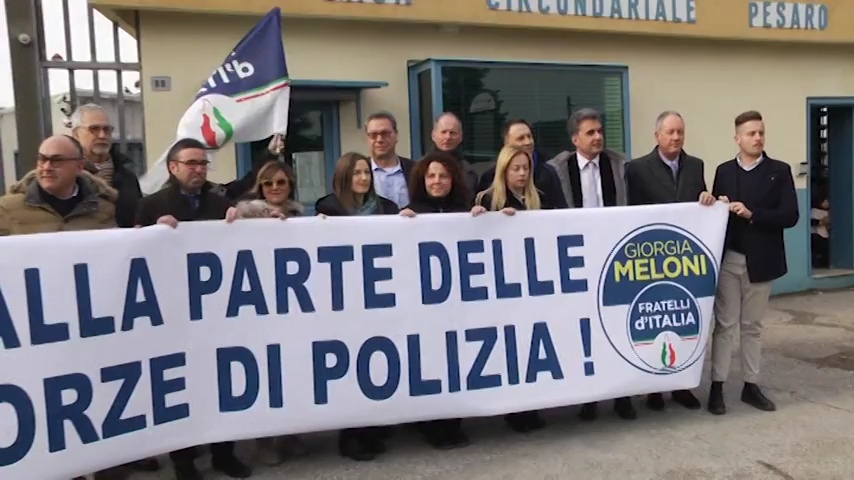 CIRCONDARIALE PESARO
ALLA PARTE DELLE
ORZE DI POLIZIA !
GIORGIA
MELONI
FRATELLI
d'ITALIA